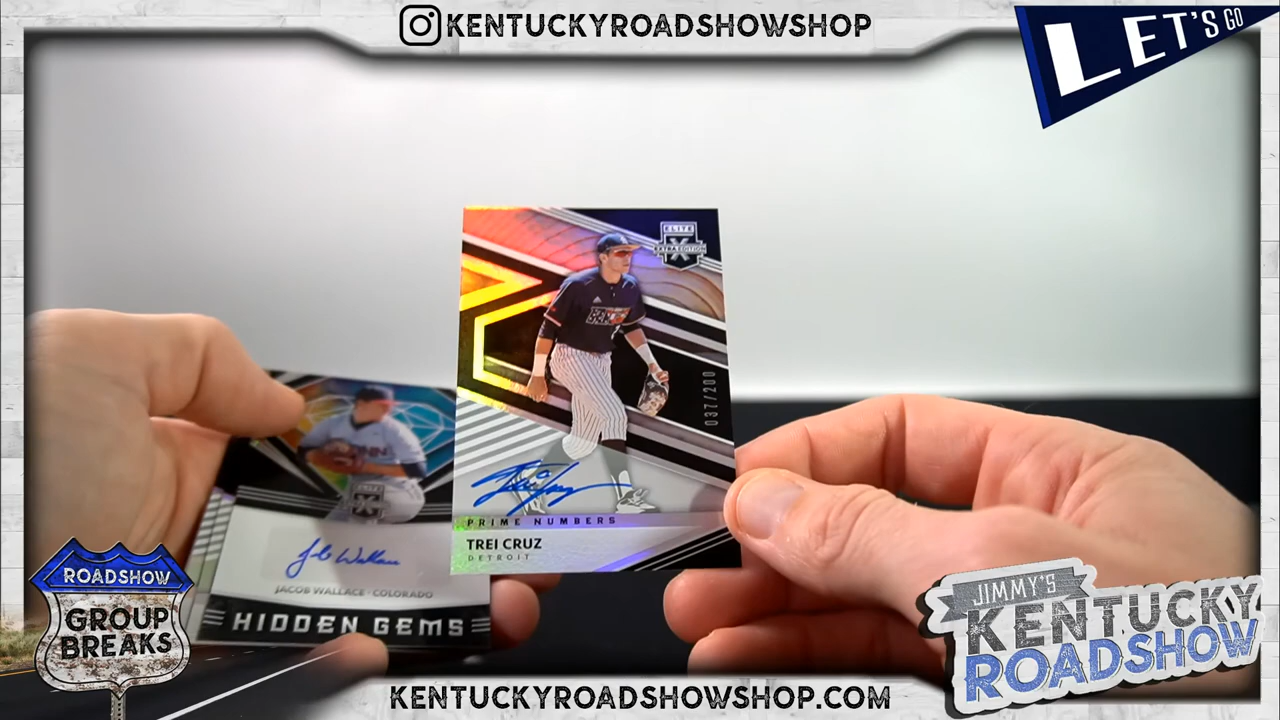 KENTUCKYROADSHOWSHOP
LET'S GO
ELITE
X
EXTRA EDITION
037/200
PRIME NUMBERS
TREI CRUZ
DETROIT
ELITE
X
JACOB WALLACE · COLORADO
HIDDEN GEMS
ROADSHOW
GROUP
BREAKS
JIMMY'S
KENTUCKY
ROADSHOW
KENTUCKYROADSHOWSHOP.COM